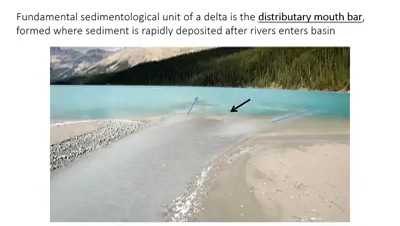 Fundamental sedimentological unit of a delta is the distributary mouth bar,
formed where sediment is rapidly deposited after rivers enters basin